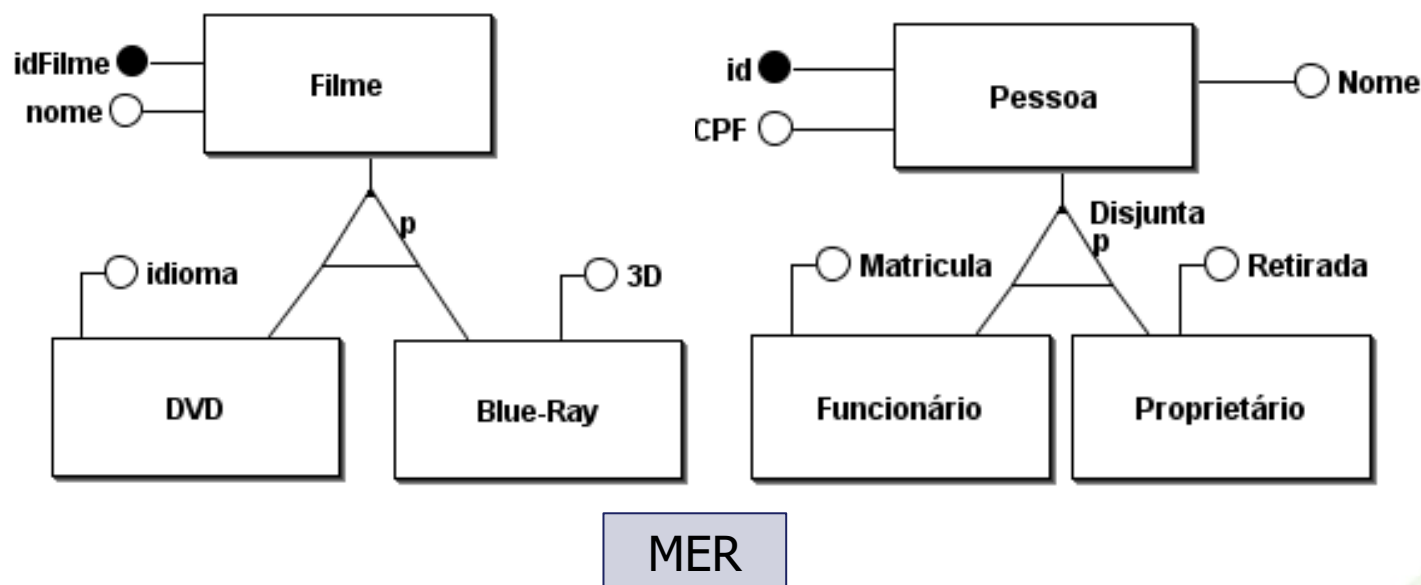 idFilme
nome
Filme
p
idioma
3D
DVD
Blue-Ray
id
CPF
Pessoa
Nome
Disjunta
p
Matricula
Retirada
Funcionário
Proprietário
MER